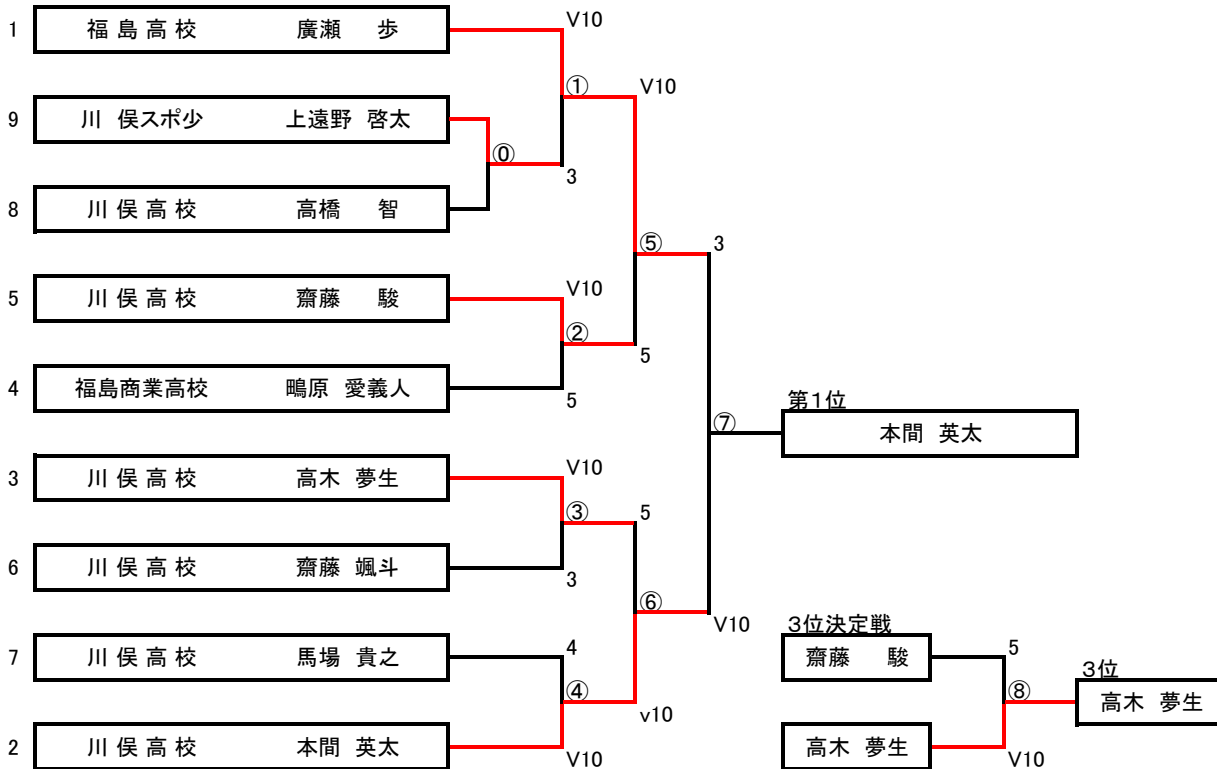 V10
1 福島高校 廣瀬 歩
① V10
9 川 俣スポ少 上遠野 啓太
⓪
3
8 川俣高校 高橋 智
⑤ 3
V10
5 川俣高校 齋藤 駿
②
5
4 福島商業高校 鴫原 愛義人
5
第1位
⑦
本間 英太
V10
3 川俣高校 高木 夢生
③ 5
6 川俣高校 齋藤 颯斗
3
⑥
V10
3位決定戦
7 川俣高校 馬場 貴之
4
齋藤 駿
5
3位
④
⑧
高木 夢生
v10
2 川俣高校 本間 英太
V10
高木 夢生
V10